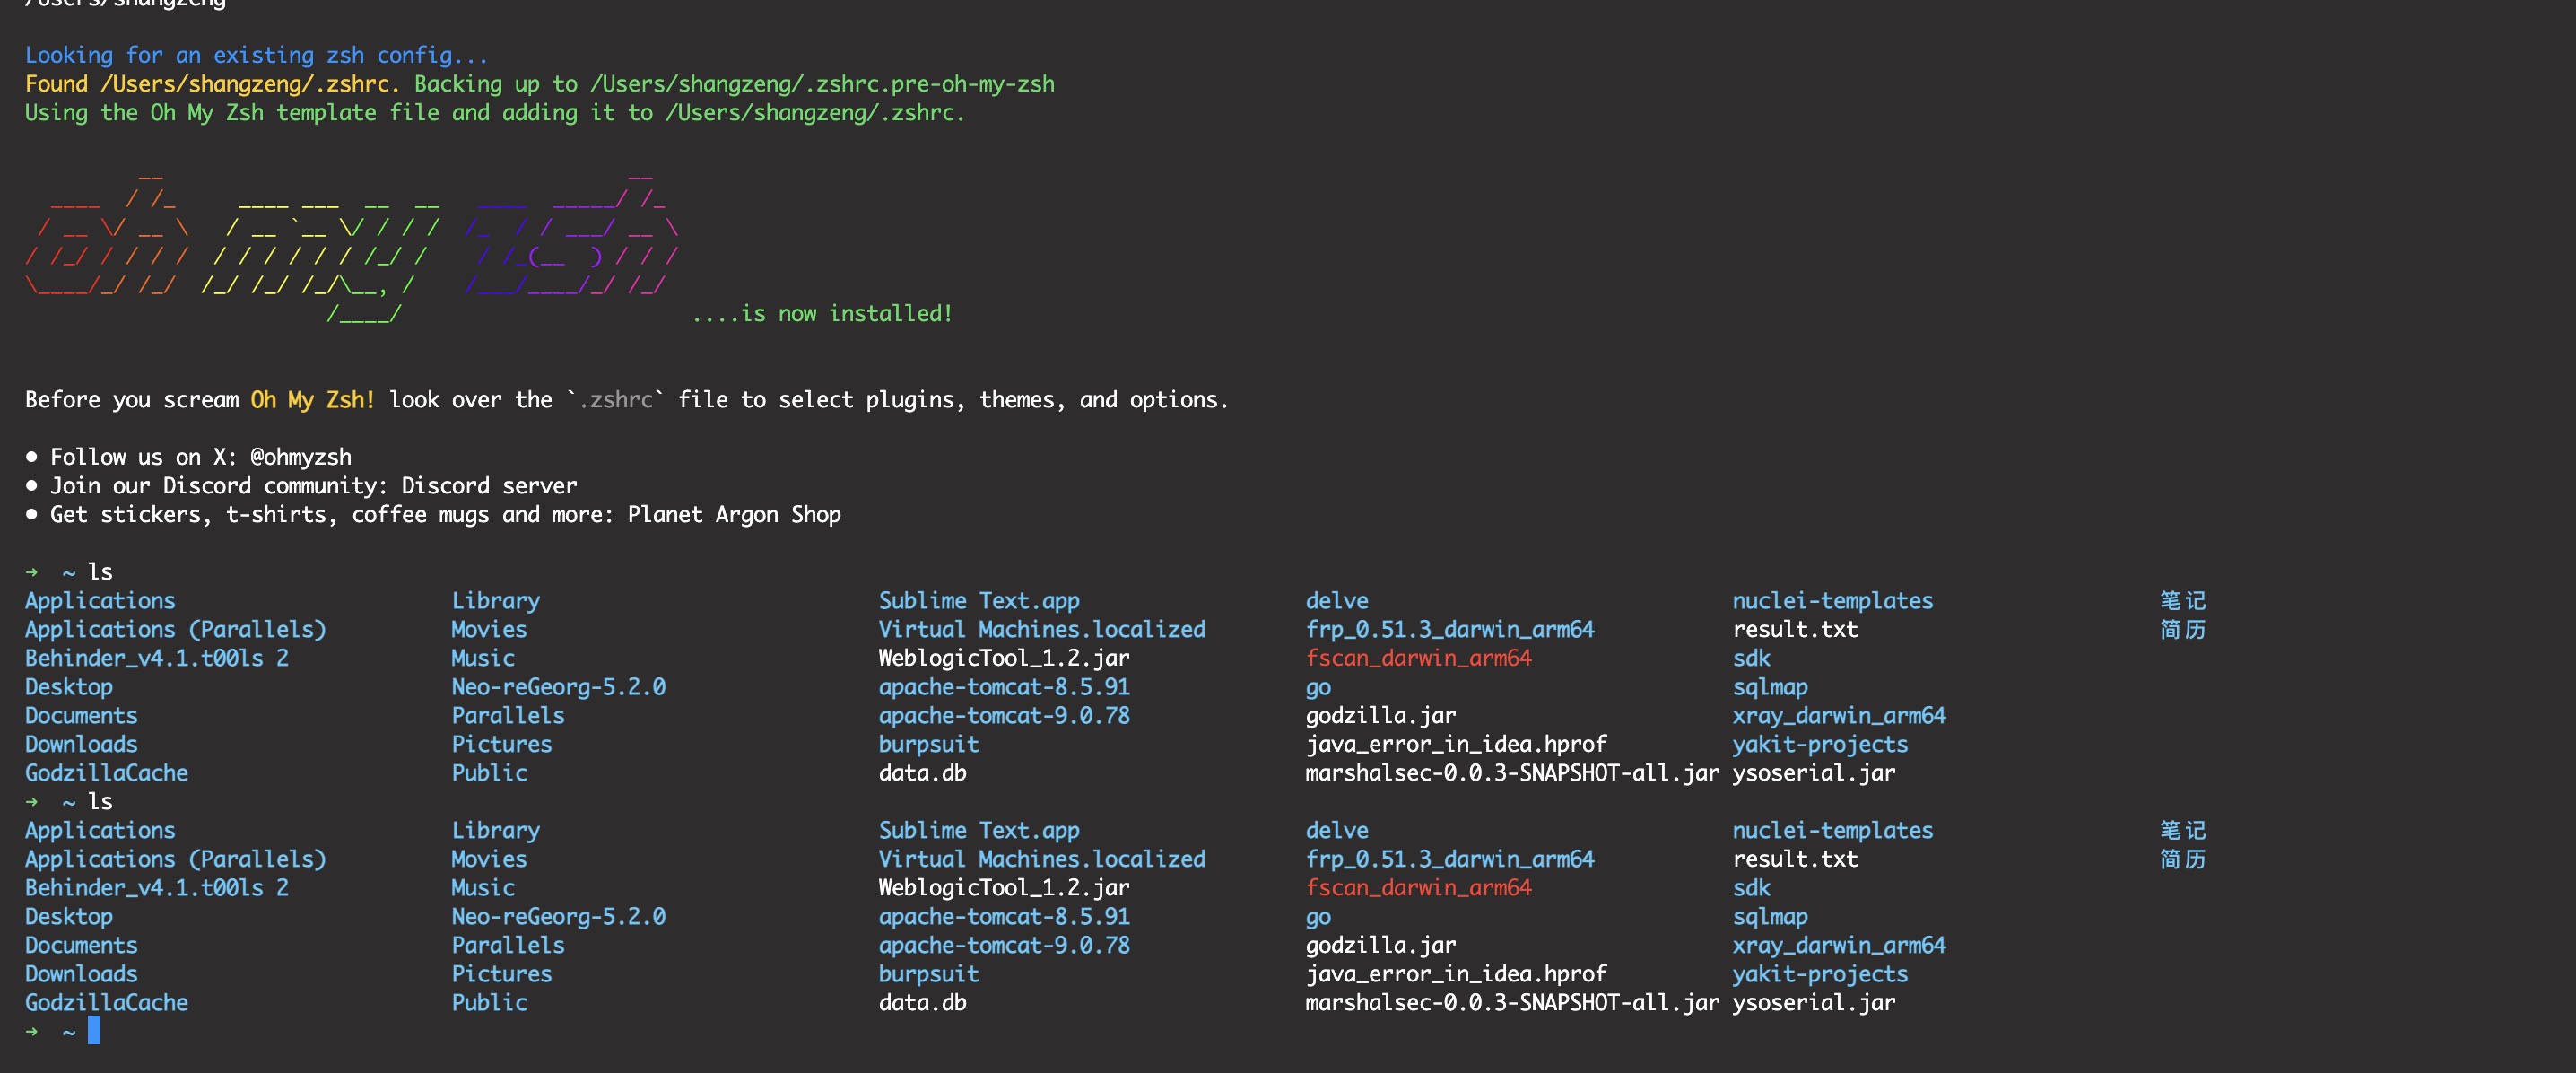 /Users/shangzeng
Looking for an existing zsh config...
Found /Users/shangzeng/.zshrc. Backing up to /Users/shangzeng/.zshrc.pre-oh-my-zsh
Using the Oh My Zsh template file and adding it to /Users/shangzeng/.zshrc.
oh my zsh
....is now installed!
Before you scream Oh My Zsh! look over the `.zshrc` file to select plugins, themes, and options.
• Follow us on X: @ohmyzsh
• Join our Discord community: Discord server
• Get stickers, t-shirts, coffee mugs and more: Planet Argon Shop
→ ~ ls
Applications Library Sublime Text.app delve nuclei-templates 笔记
Applications (Parallels) Movies Virtual Machines.localized frp_0.51.3_darwin_arm64 result.txt 简历
Behinder_v4.1.t00ls 2 Music WeblogicTool_1.2.jar fscan_darwin_arm64 sdk
Desktop Neo-reGeorg-5.2.0 apache-tomcat-8.5.91 go sqlmap
Documents Parallels apache-tomcat-9.0.78 godzilla.jar xray_darwin_arm64
Downloads Pictures burpsuit java_error_in_idea.hprof yakit-projects
GodzillaCache Public data.db marshalsec-0.0.3-SNAPSHOT-all.jar ysoserial.jar
→ ~ ls
Applications Library Sublime Text.app delve nuclei-templates 笔记
Applications (Parallels) Movies Virtual Machines.localized frp_0.51.3_darwin_arm64 result.txt 简历
Behinder_v4.1.t00ls 2 Music WeblogicTool_1.2.jar fscan_darwin_arm64 sdk
Desktop Neo-reGeorg-5.2.0 apache-tomcat-8.5.91 go sqlmap
Documents Parallels apache-tomcat-9.0.78 godzilla.jar xray_darwin_arm64
Downloads Pictures burpsuit java_error_in_idea.hprof yakit-projects
GodzillaCache Public data.db marshalsec-0.0.3-SNAPSHOT-all.jar ysoserial.jar
→ ~